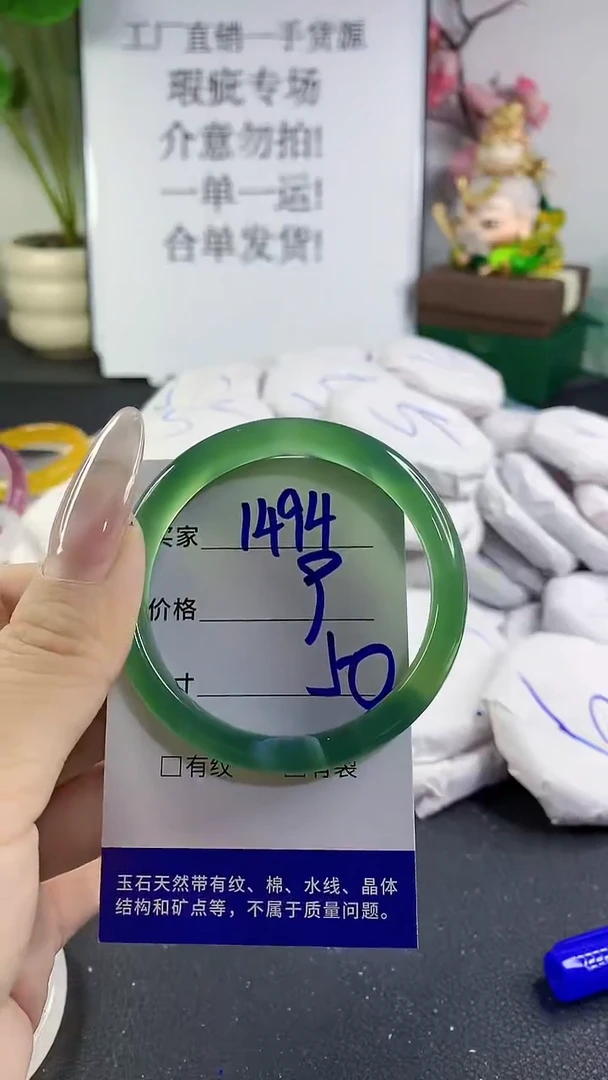 工厂直销一手货源
瑕疵专场
介意勿拍!
一单一运!
合单发货!
买家 1494
价格
寸 50
□有纹 □有裂
玉石天然带有纹、棉、水线、晶体
结构和矿点等，不属于质量问题。